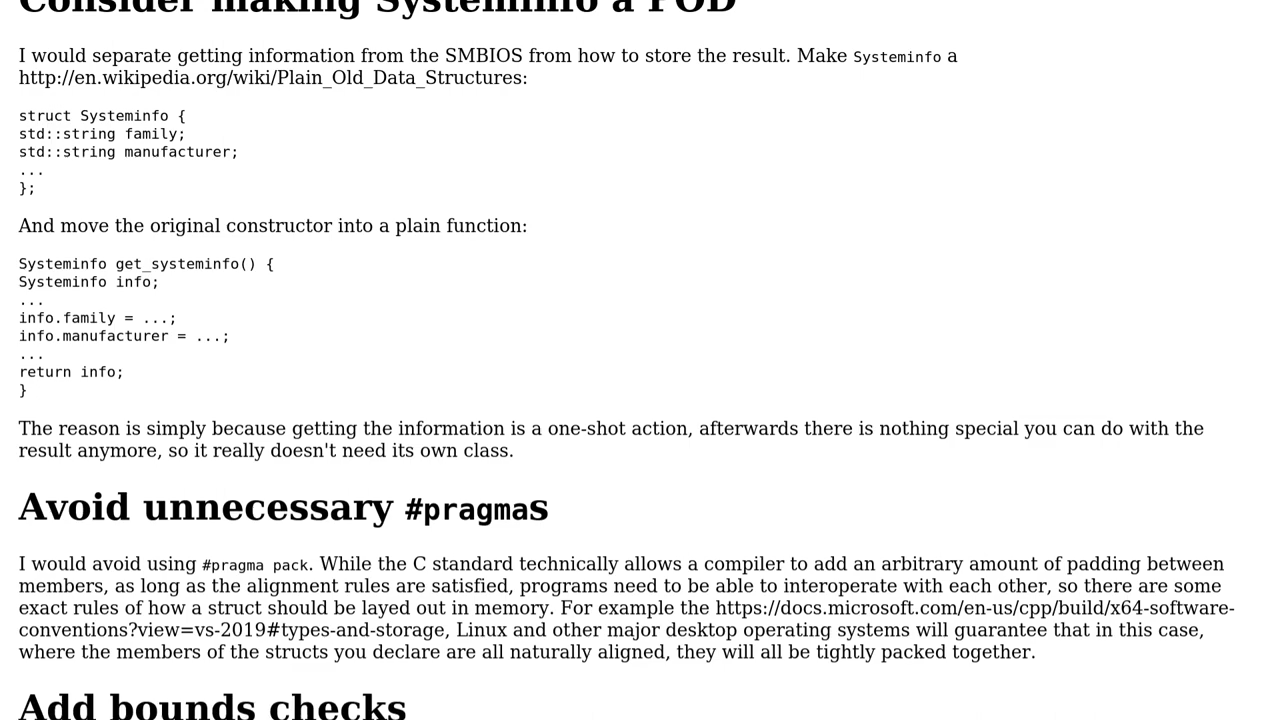 Consider making Systeminfo a POD
I would separate getting information from the SMBIOS from how to store the result. Make Systeminfo a
http://en.wikipedia.org/wiki/Plain_Old_Data_Structures:
struct Systeminfo {
std::string family;
std::string manufacturer;
...
};
And move the original constructor into a plain function:
Systeminfo get_systeminfo() {
Systeminfo info;
...
info.family = ...;
info.manufacturer = ...;
...
return info;
}
The reason is simply because getting the information is a one-shot action, afterwards there is nothing special you can do with the
result anymore, so it really doesn't need its own class.
Avoid unnecessary #pragmas
I would avoid using #pragma pack. While the C standard technically allows a compiler to add an arbitrary amount of padding between
members, as long as the alignment rules are satisfied, programs need to be able to interoperate with each other, so there are some
exact rules of how a struct should be layed out in memory. For example the https://docs.microsoft.com/en-us/cpp/build/x64-software-
conventions?view=vs-2019#types-and-storage, Linux and other major desktop operating systems will guarantee that in this case,
where the members of the structs you declare are all naturally aligned, they will all be tightly packed together.
Add bounds checks